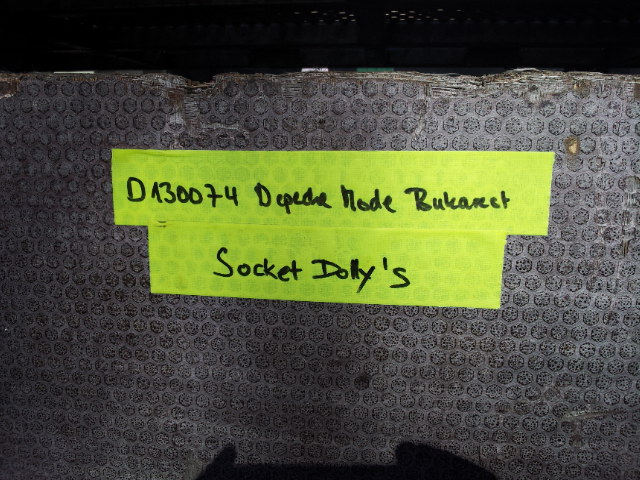 D130074 Depeche Mode Bukarest
Socket Dolly's